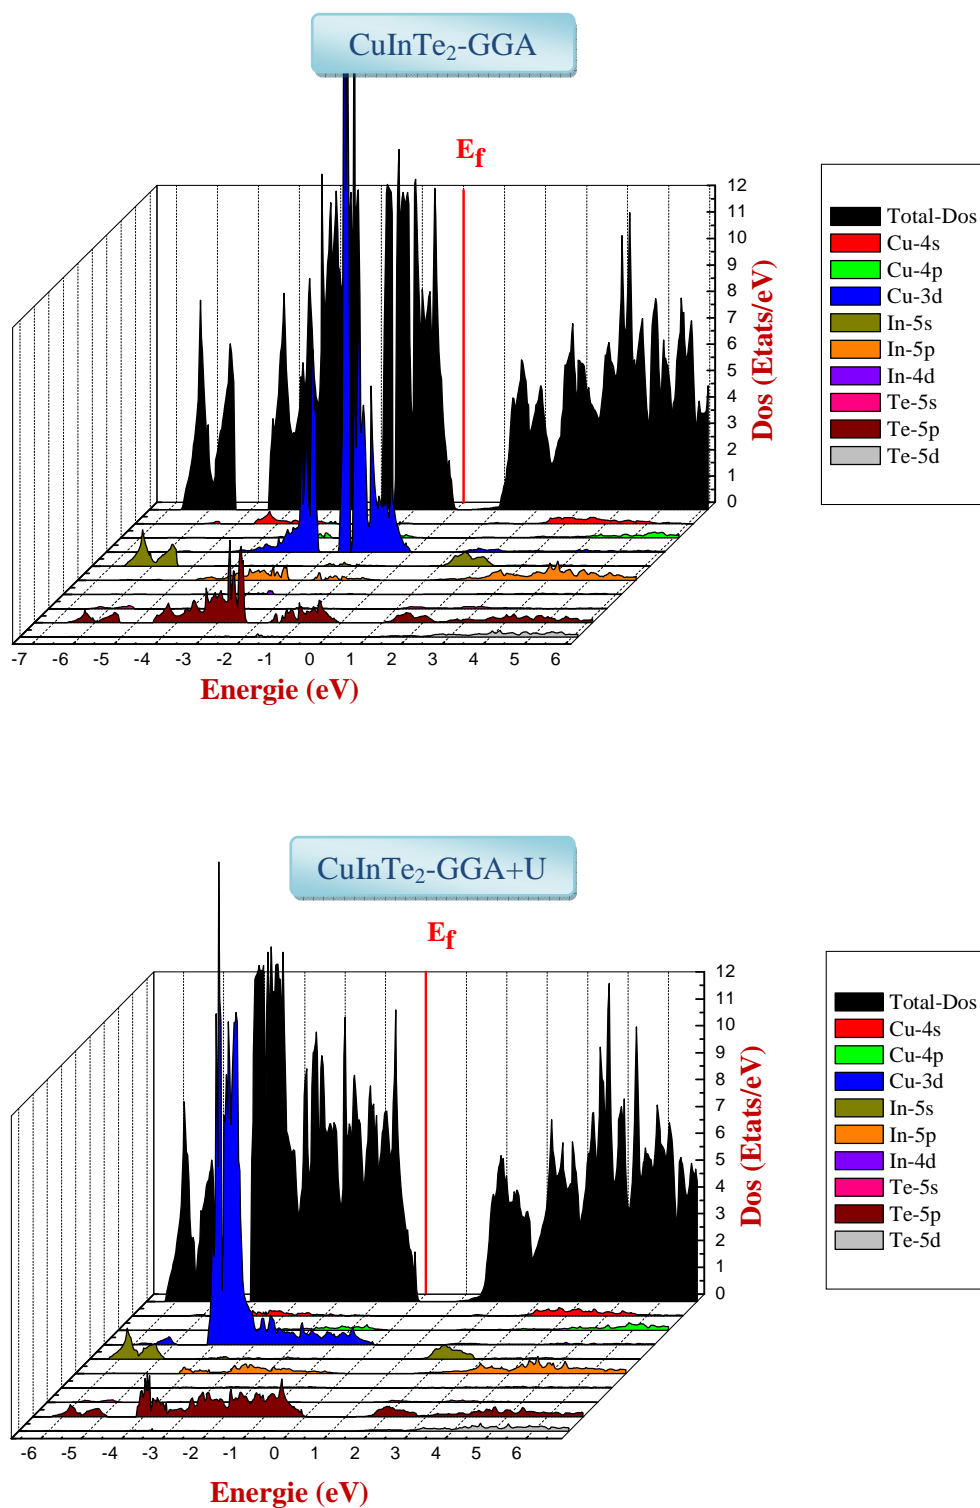 CuInTe₂-GGA
E_f
12
11
10
9
8
7
6
5
4
3
2
1
0
Dos (Etats/eV)
Total-Dos
Cu-4s
Cu-4p
Cu-3d
In-5s
In-5p
In-4d
Te-5s
Te-5p
Te-5d
-7 -6 -5 -4 -3 -2 -1 0 1 2 3 4 5 6
Energie (eV)
CuInTe₂-GGA+U
E_f
12
11
10
9
8
7
6
5
4
3
2
1
0
Dos (Etats/eV)
Total-Dos
Cu-4s
Cu-4p
Cu-3d
In-5s
In-5p
In-4d
Te-5s
Te-5p
Te-5d
-6 -5 -4 -3 -2 -1 0 1 2 3 4 5 6
Energie (eV)